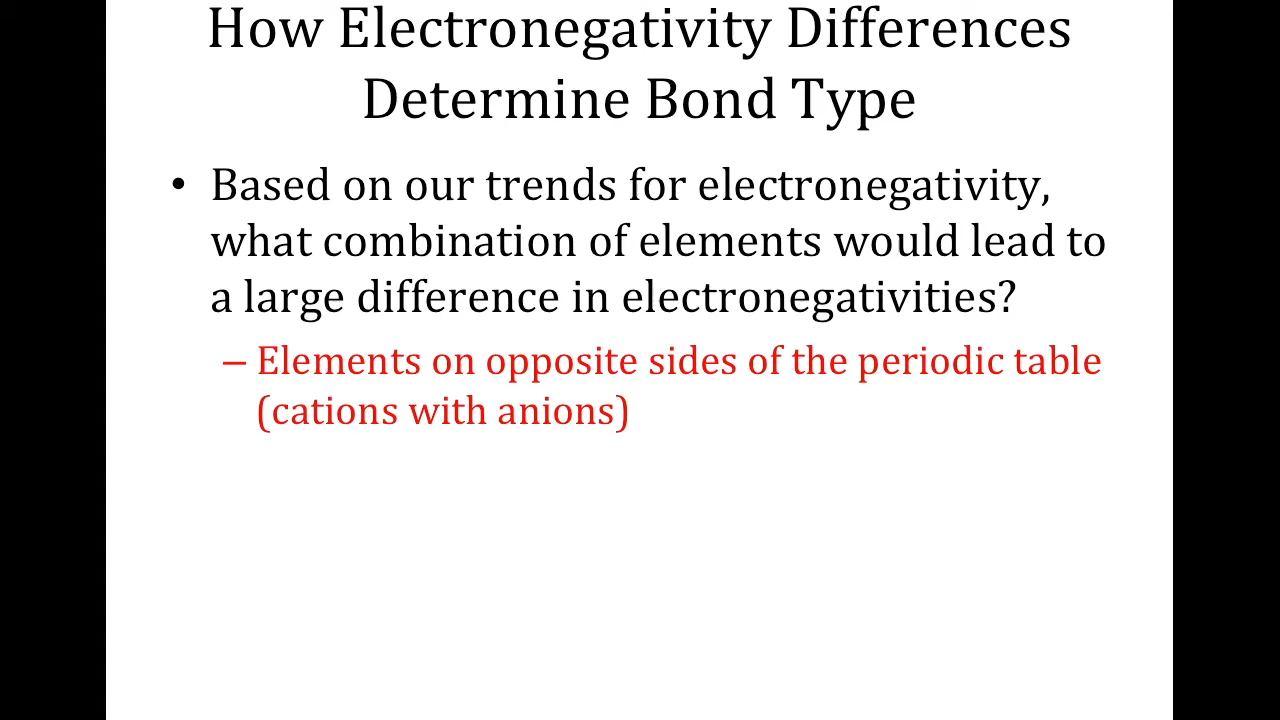 How Electronegativity Differences
Determine Bond Type
• Based on our trends for electronegativity,
what combination of elements would lead to
a large difference in electronegativities?
– Elements on opposite sides of the periodic table
(cations with anions)